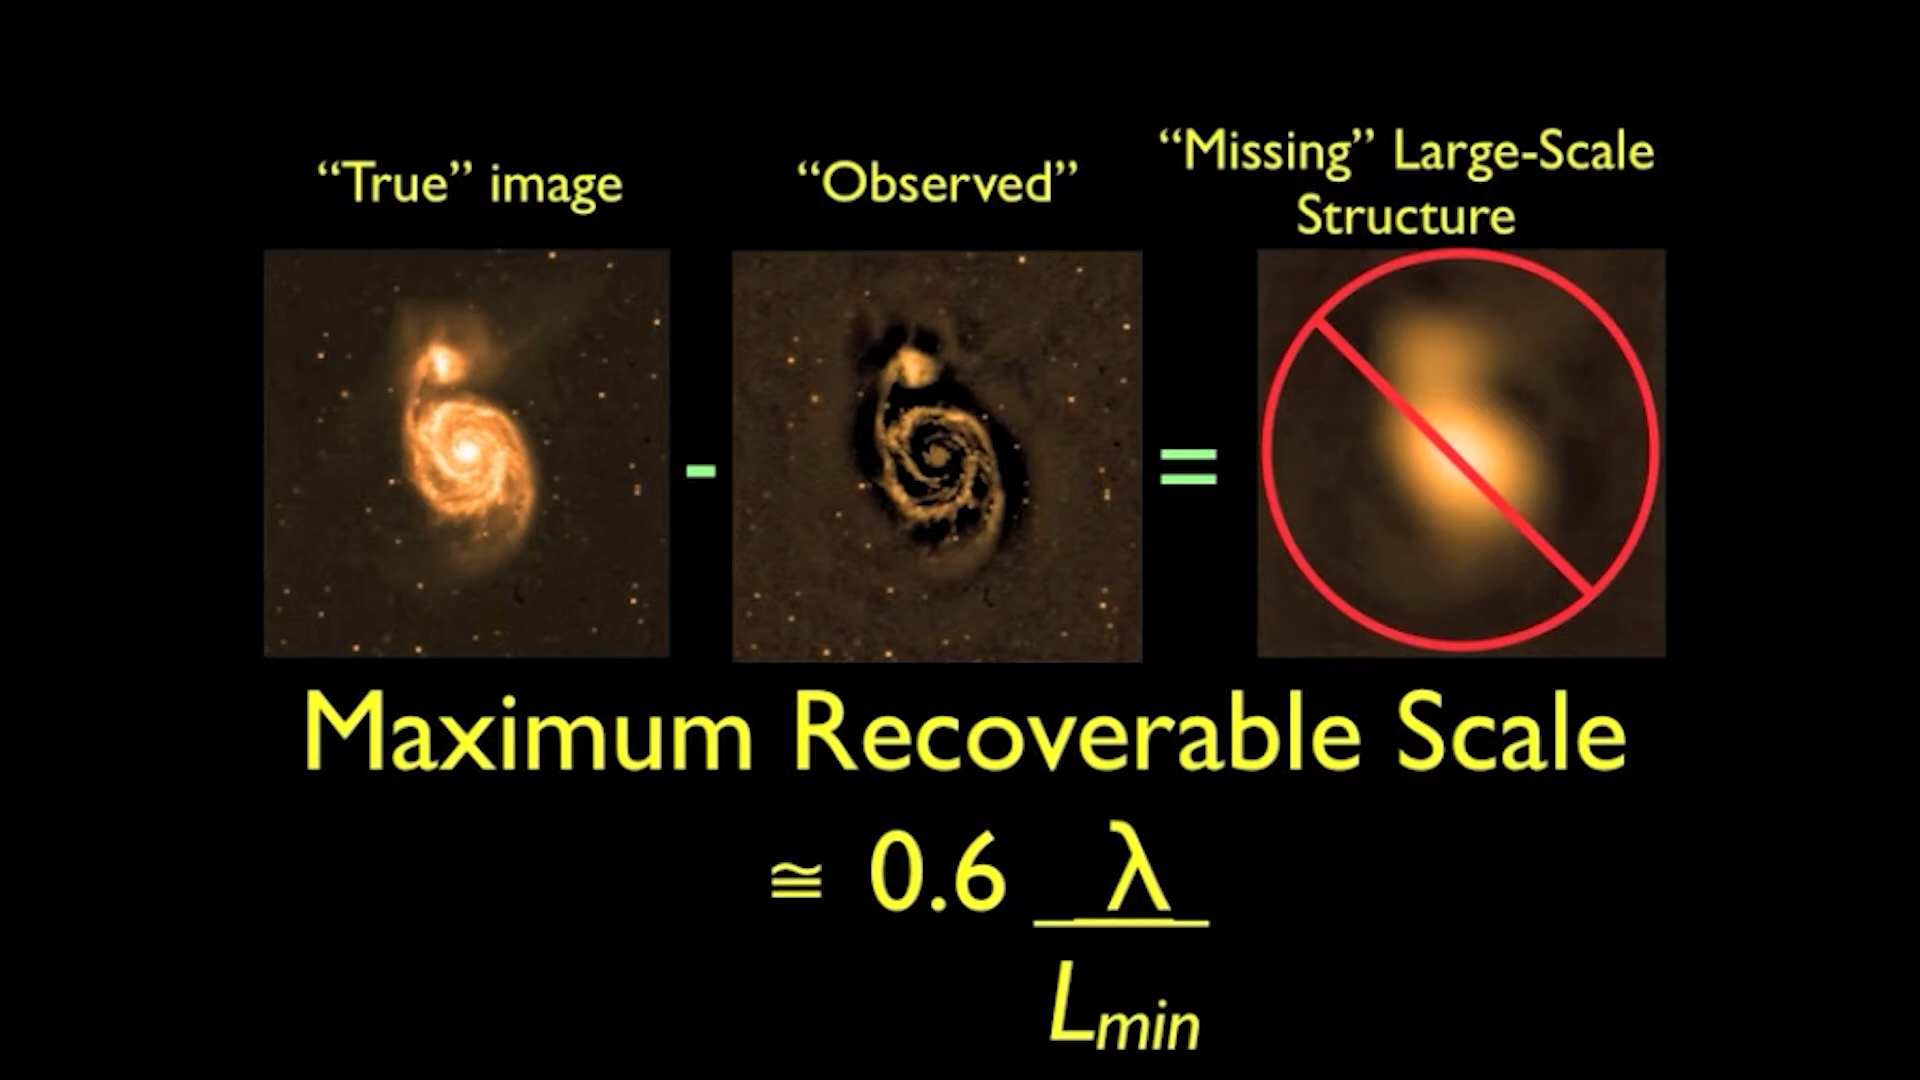 “True” image
“Observed”
“Missing” Large-Scale
Structure
-
=
Maximum Recoverable Scale
≅ 0.6 λ
Lmin